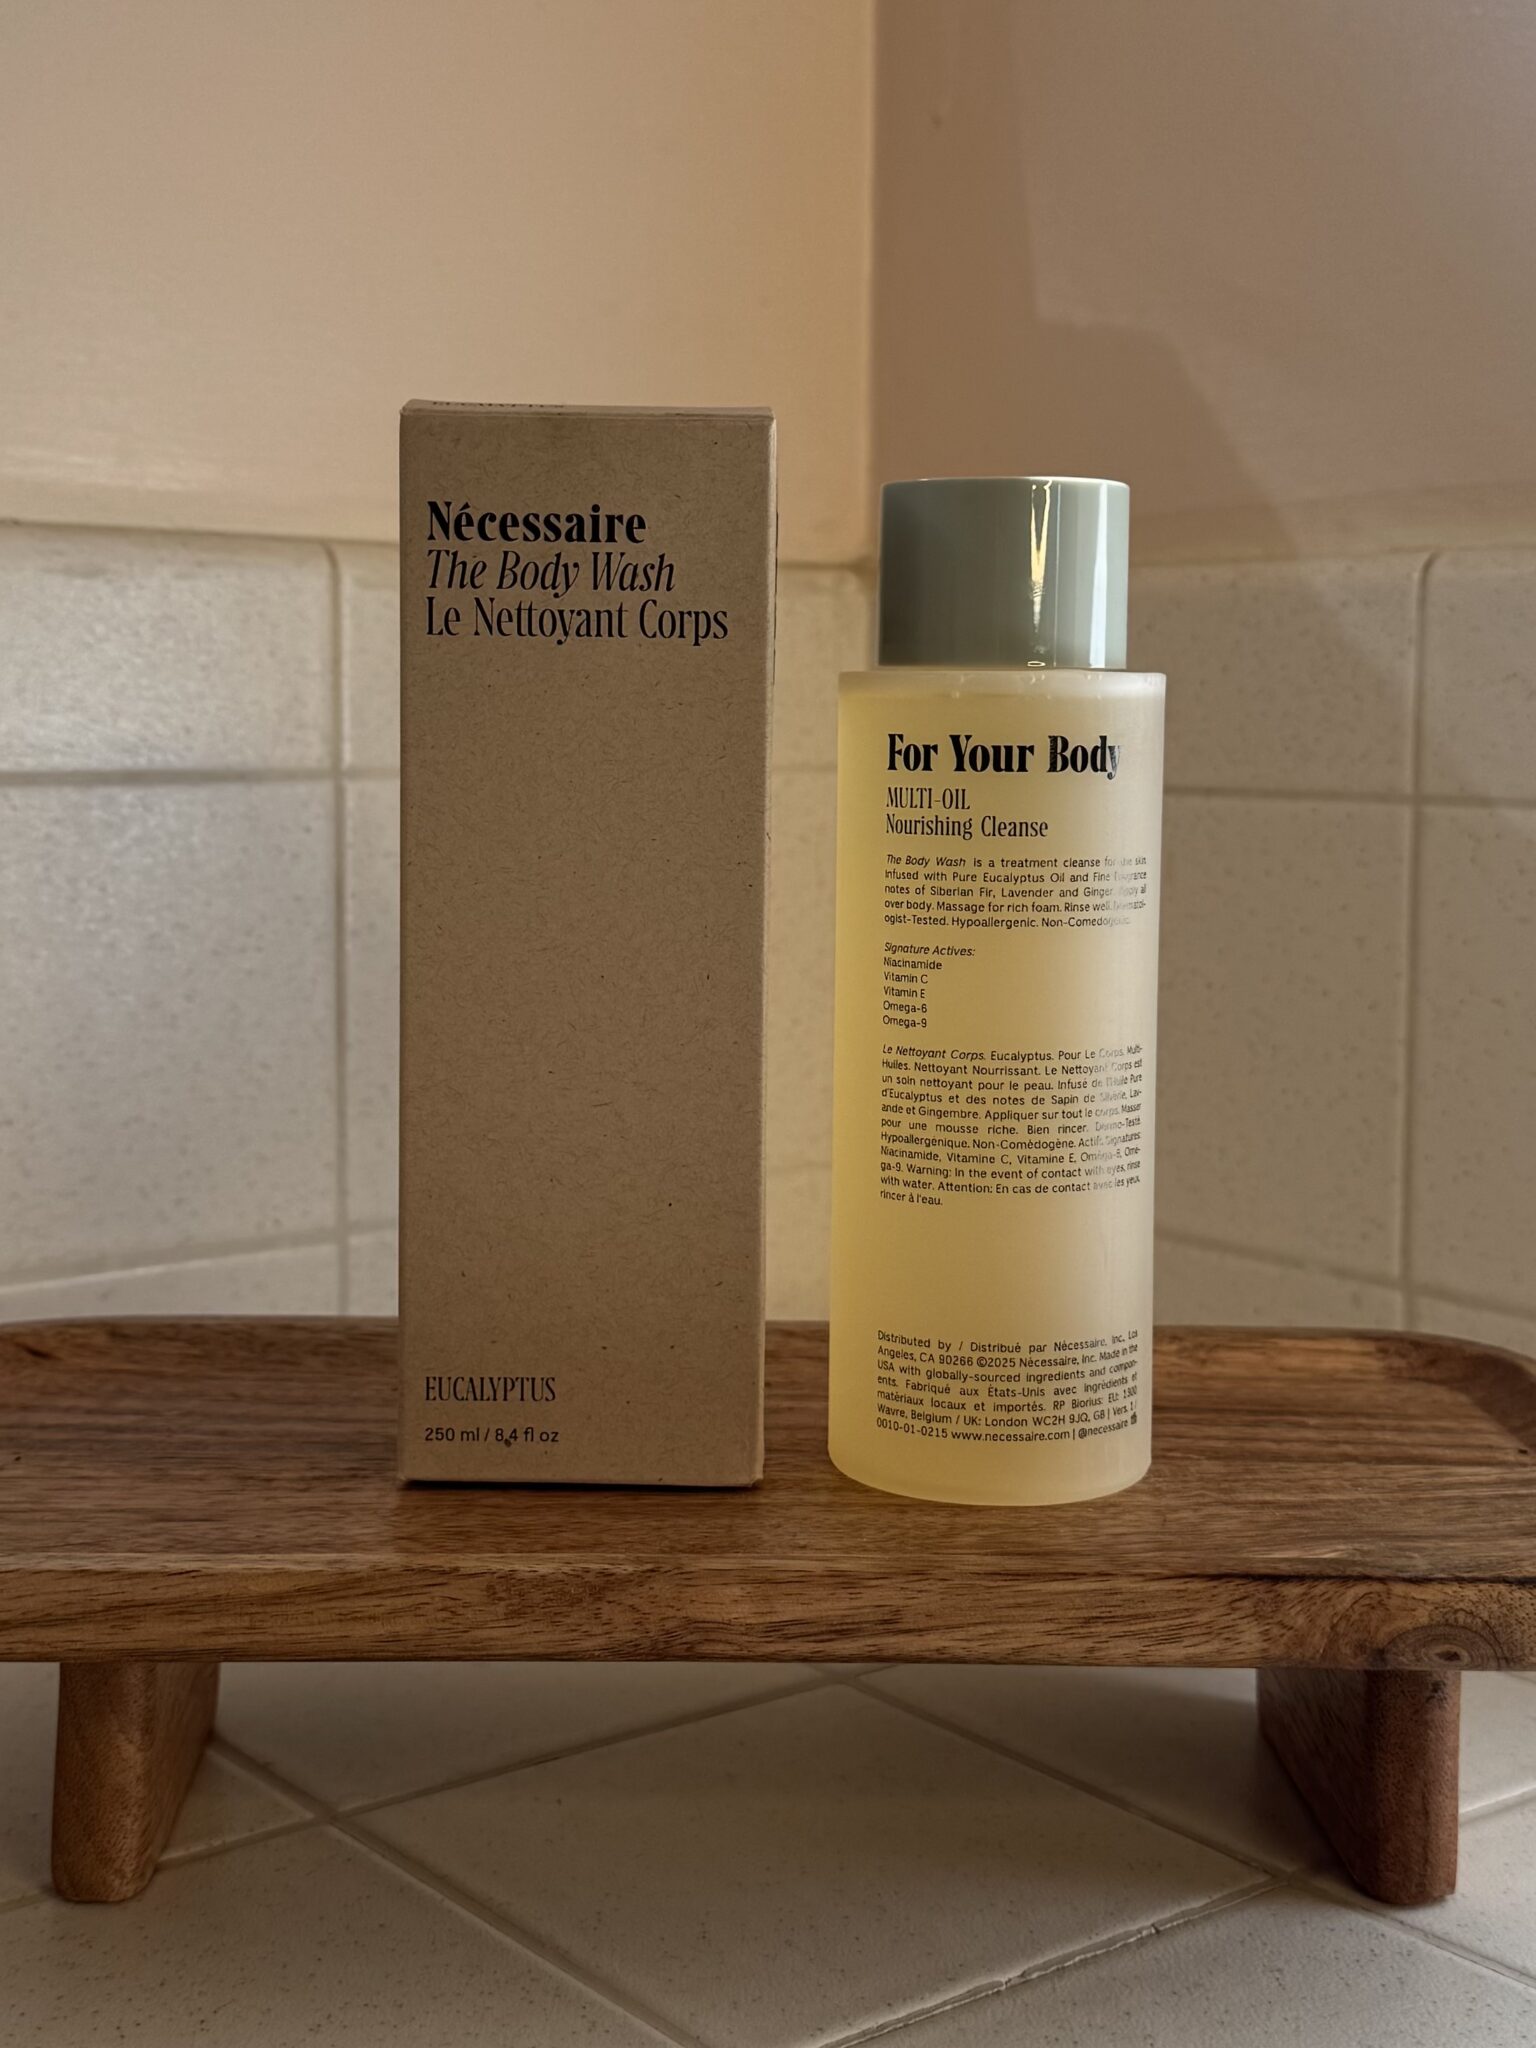 EUCALYPTUS
Nécessaire
The Body Wash
Le Nettoyant Corps
EUCALYPTUS
250 ml / 8.4 fl oz
For Your Body
MULTI-OIL
Nourishing Cleanse
The Body Wash is a treatment cleanse for the skin
infused with Pure Eucalyptus Oil and Fine Fragrance
notes of Siberian Fir, Lavender and Ginger. Apply all
over body. Massage for rich foam. Rinse well. Dermatol-
ogist-Tested. Hypoallergenic. Non-Comedogenic.
Signature Actives:
Niacinamide
Vitamin C
Vitamin E
Omega-6
Omega-9
Le Nettoyant Corps. Eucalyptus. Pour Le Corps. Multi-
Huiles. Nettoyant Nourrissant. Le Nettoyant Corps est
un soin nettoyant pour le peau. Infusé de l'Huile Pure
d'Eucalyptus et des notes de Sapin de Sibérie, Lav-
ande et Gingembre. Appliquer sur tout le corps. Masser
pour une mousse riche. Bien rincer. Dermo-Testé.
Hypoallergénique. Non-Comédogène. Actifs Signatures:
Niacinamide, Vitamine C, Vitamine E, Oméga-6, Ome-
ga-9. Warning: In the event of contact with eyes, rinse
with water. Attention: En cas de contact avec les yeux,
rincer à l'eau.
Distributed by / Distribué par Nécessaire, Inc., Los
Angeles, CA 90266 ©2025 Nécessaire, Inc. Made in the
USA with globally-sourced ingredients and compon-
ents. Fabriqué aux États-Unis avec ingrédients et
matériaux locaux et importés. RP Biorius: EU: 1300
Wavre, Belgium / UK: London WC2H 9JQ, GB | Vers. 1 /
0010-01-0215 www.necessaire.com | @necessaire